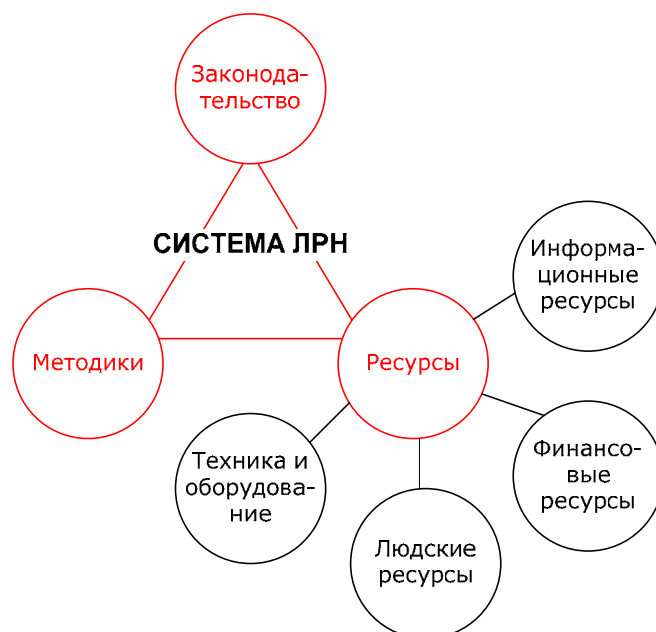 Законода-
тельство
СИСТЕМА ЛРН
Информа-
ционные
ресурсы
Методики
Ресурсы
Техника и
оборудова-
ние
Финансо-
вые
ресурсы
Людские
ресурсы